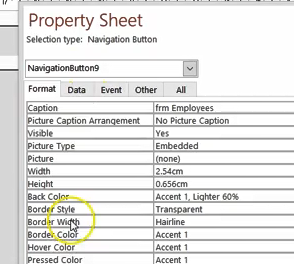 Property Sheet
Selection type: Navigation Button
NavigationButton9
Format Data Event Other All
Caption frm Employees
Picture Caption Arrangement No Picture Caption
Visible Yes
Picture Type Embedded
Picture (none)
Width 2.54cm
Height 0.656cm
Back Color Accent 1, Lighter 60%
Border Style Transparent
Border Width Hairline
Border Color Accent 1
Hover Color Accent 1
Pressed Color Accent 1